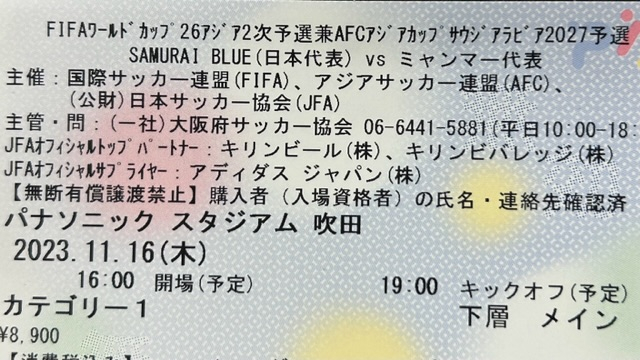 FIFAﾜｰﾙﾄﾞｶｯﾌﾟ26ｱｼﾞｱ2次予選兼AFCｱｼﾞｱｶｯﾌﾟｻｳｼﾞｱﾗﾋﾞｱ2027予選
SAMURAI BLUE(日本代表) vs ミャンマー代表
主催：国際サッカー連盟(FIFA)、アジアサッカー連盟(AFC)、
(公財)日本サッカー協会(JFA)
主管・問：(一社)大阪府サッカー協会 06-6441-5881(平日10:00-18:
JFAｵﾌｨｼｬﾙﾄｯﾌﾟﾊﾟｰﾄﾅｰ：キリンビール(株)、キリンビバレッジ(株)
JFAｵﾌｨｼｬﾙｻﾌﾟﾗｲﾔｰ：アディダス ジャパン(株)
【無断有償譲渡禁止】購入者（入場資格者）の氏名・連絡先確認済
パナソニック スタジアム 吹田
2023.11.16(木)
16:00 開場(予定) 19:00 キックオフ(予定)
カテゴリー１ 下層 メイン
¥8,900
【消費税込み】